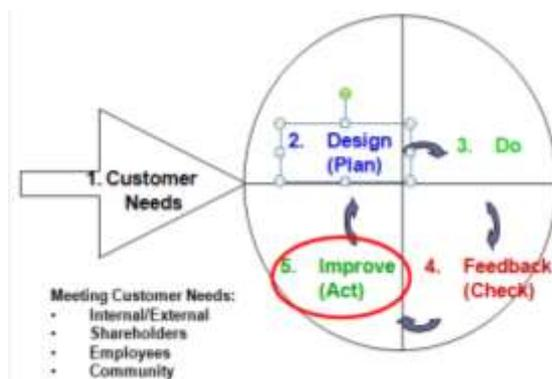 1. Customer
Needs
2. Design
(Plan)
3. Do
5. Improve
(Act)
4. Feedback
(Check)
Meeting Customer Needs:
• Internal/External
• Shareholders
• Employees
• Community